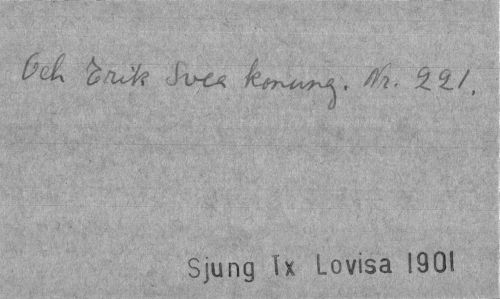 Och Erik Svea konung. Nr. 221.
Sjung Tx Lovisa 1901